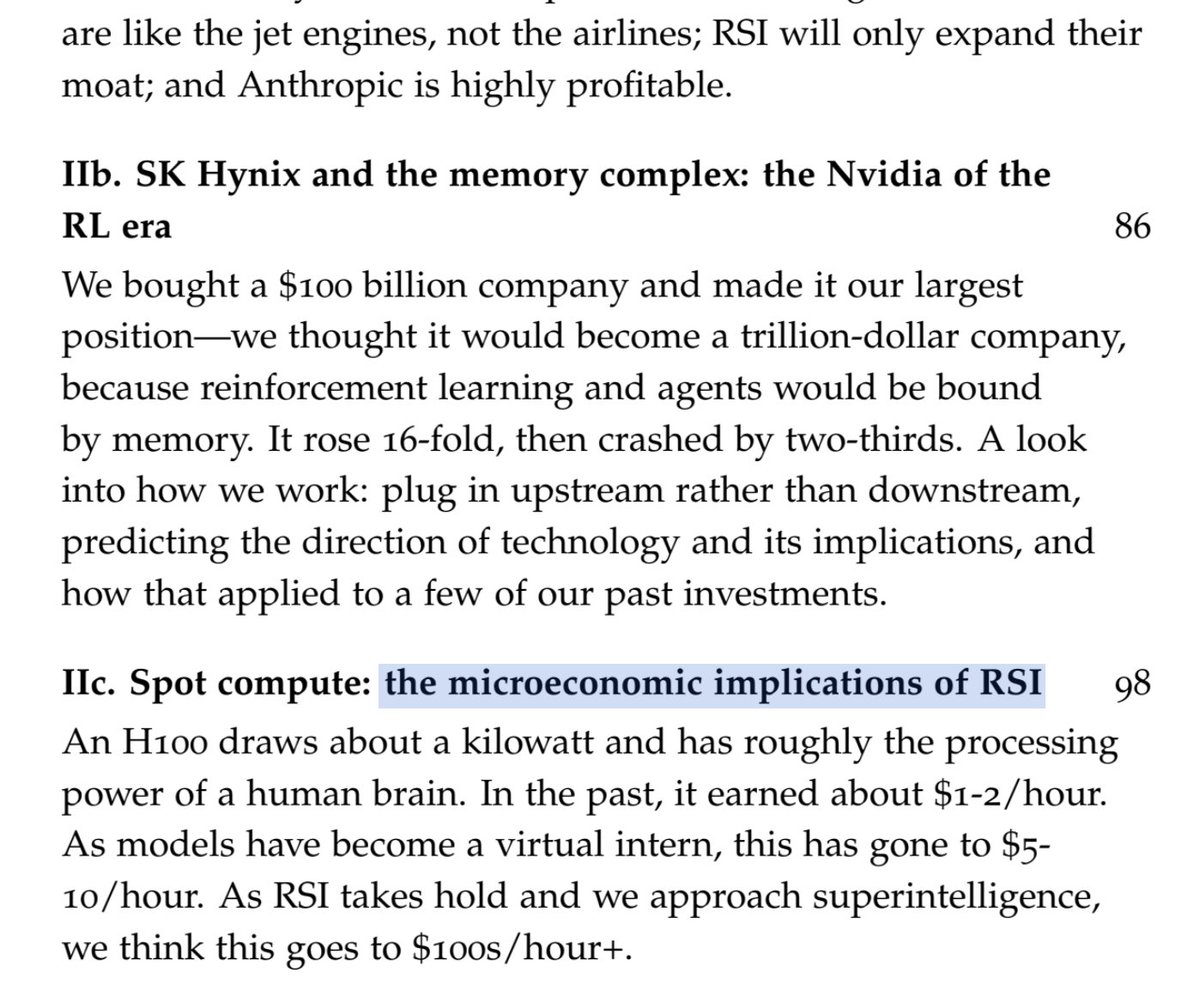 are like the jet engines, not the airlines; RSI will only expand their
moat; and Anthropic is highly profitable.
IIb. SK Hynix and the memory complex: the Nvidia of the
RL era 86
We bought a $100 billion company and made it our largest
position—we thought it would become a trillion-dollar company,
because reinforcement learning and agents would be bound
by memory. It rose 16-fold, then crashed by two-thirds. A look
into how we work: plug in upstream rather than downstream,
predicting the direction of technology and its implications, and
how that applied to a few of our past investments.
IIc. Spot compute: the microeconomic implications of RSI 98
An H100 draws about a kilowatt and has roughly the processing
power of a human brain. In the past, it earned about $1-2/hour.
As models have become a virtual intern, this has gone to $5-
10/hour. As RSI takes hold and we approach superintelligence,
we think this goes to $100s/hour+.